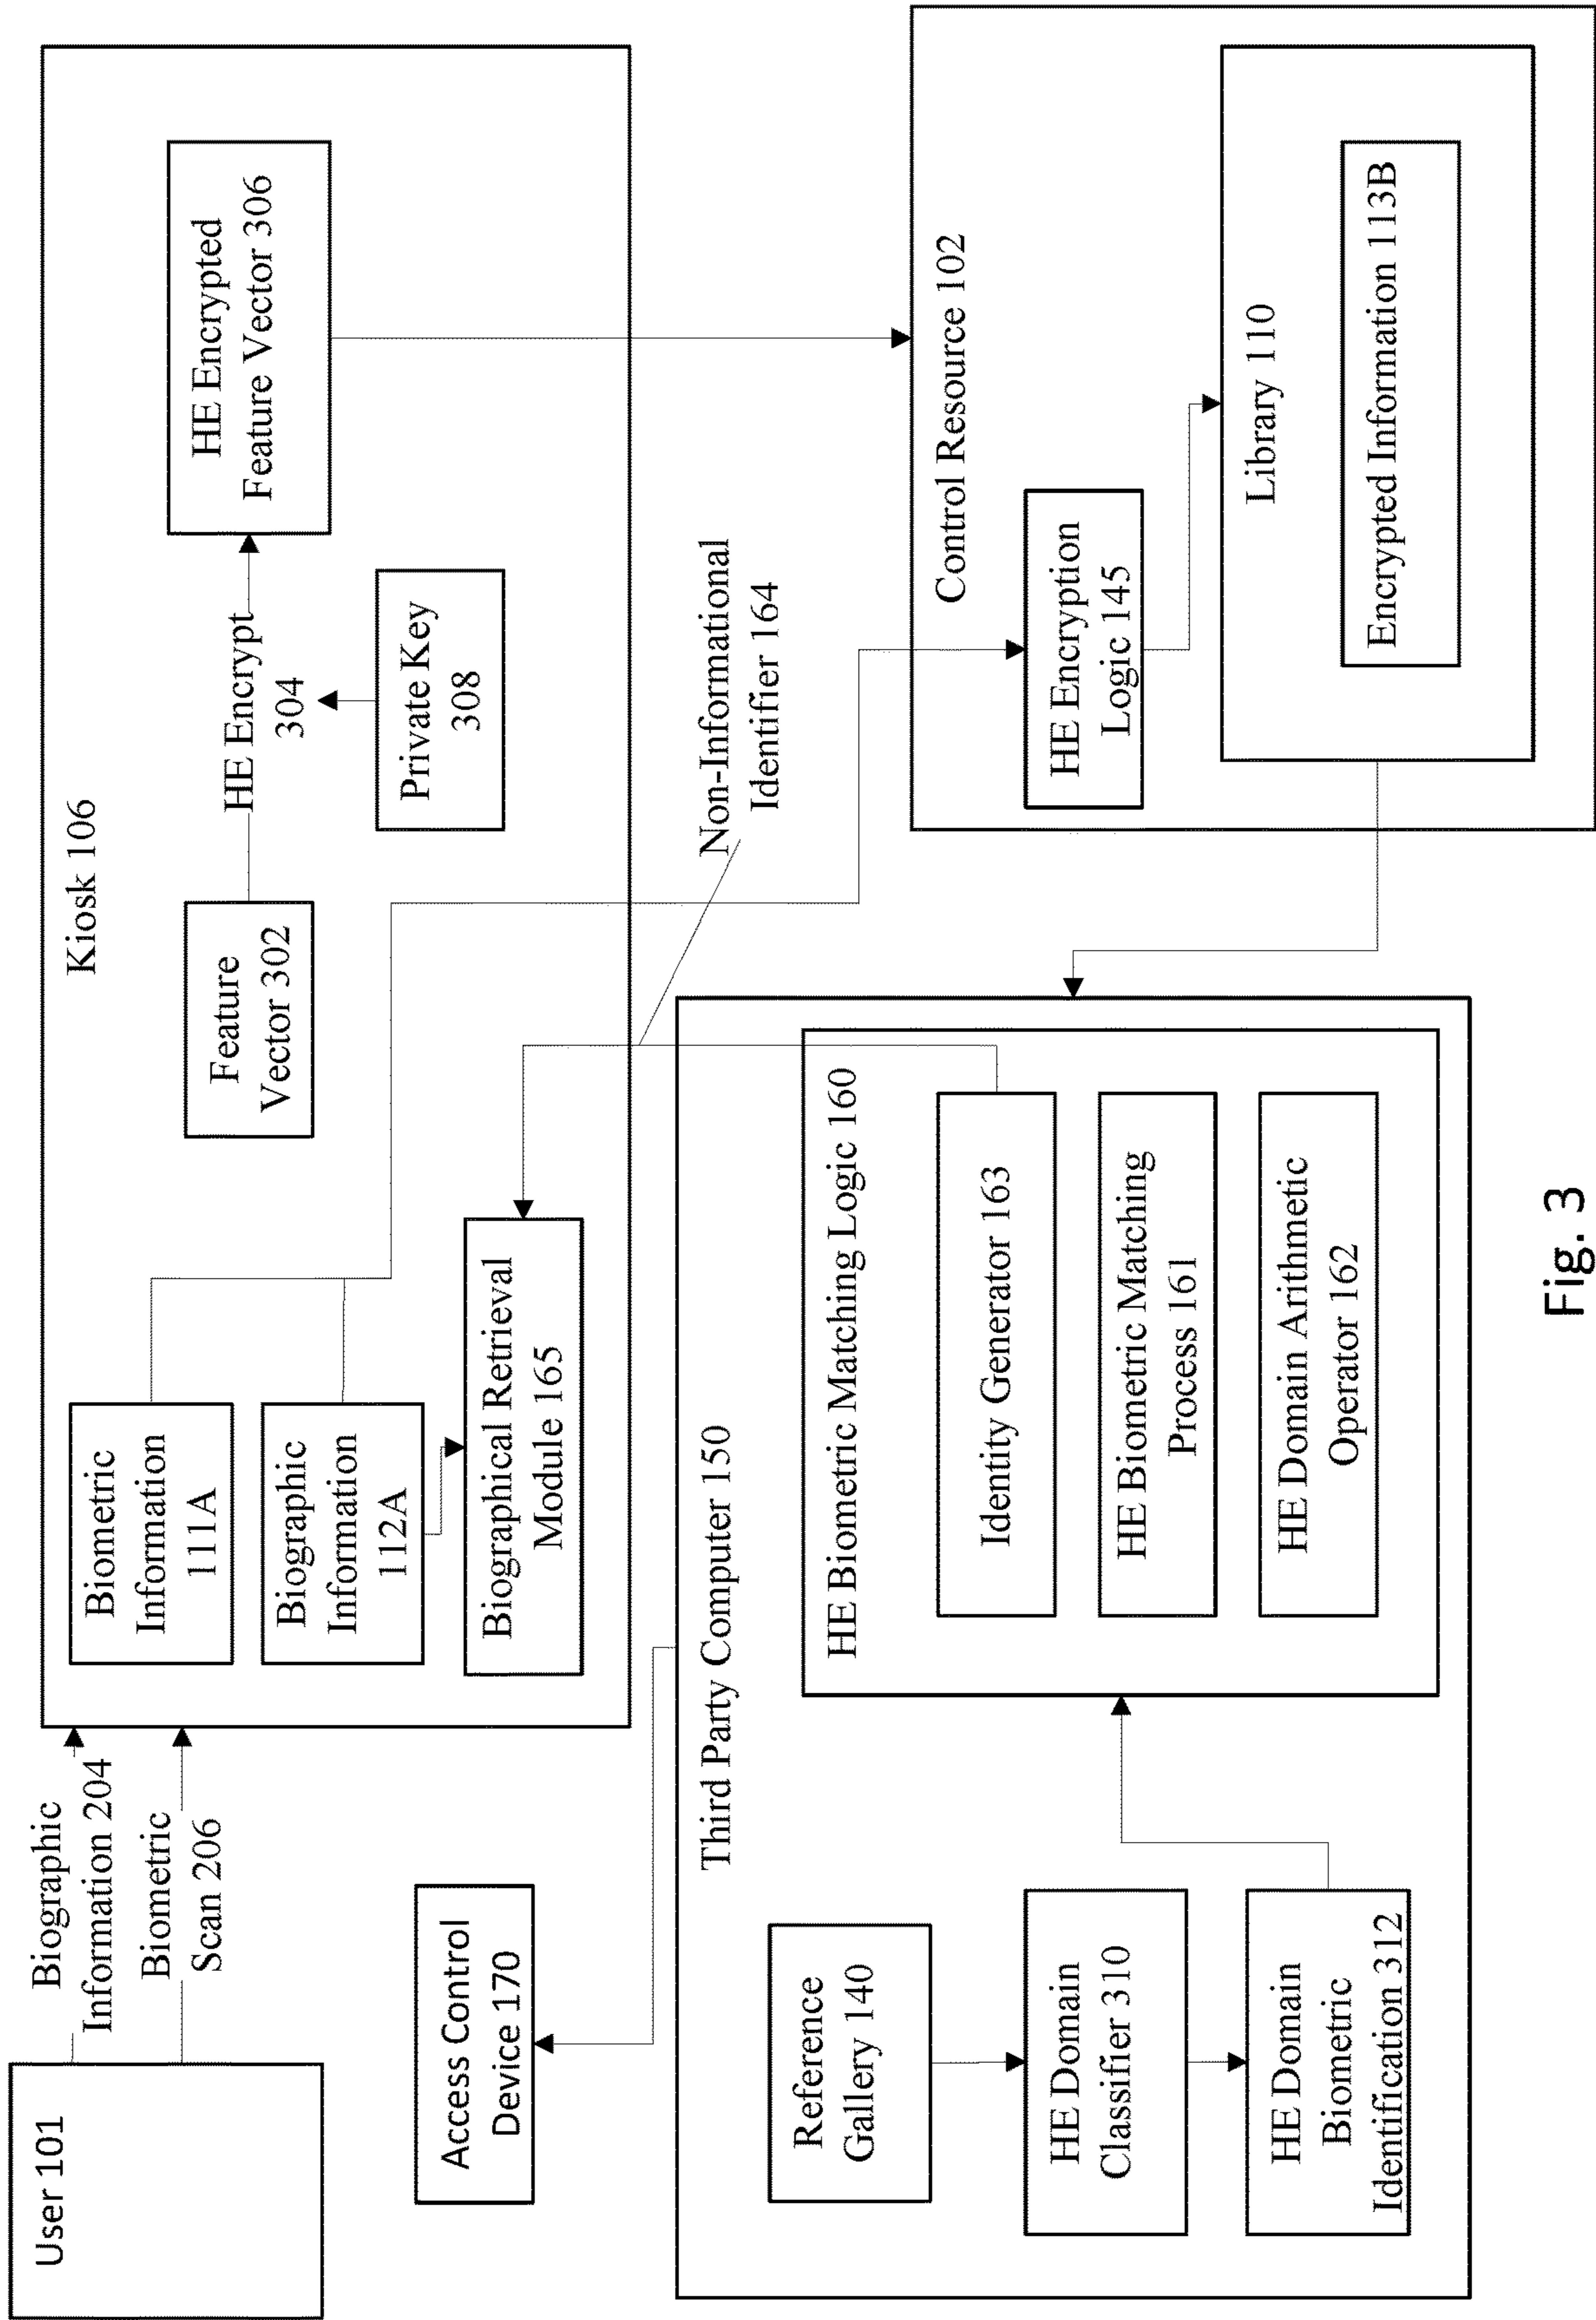 User 101
Biographic
Information 204
Biometric
Scan 206
Kiosk 106
Biometric
Information
111A
Biographic
Information
112A
Biographical Retrieval
Module 165
Feature
Vector 302
HE Encrypt
304
Private Key
308
HE Encrypted
Feature Vector 306
Access Control
Device 170
Non-Informational
Identifier 164
Third Party Computer 150
Reference
Gallery 140
HE Domain
Classifier 310
HE Domain
Biometric
Identification 312
HE Biometric Matching Logic 160
Identity Generator 163
HE Biometric Matching
Process 161
HE Domain Arithmetic
Operator 162
Control Resource 102
HE Encryption
Logic 145
Library 110
Encrypted Information 113B
Fig. 3